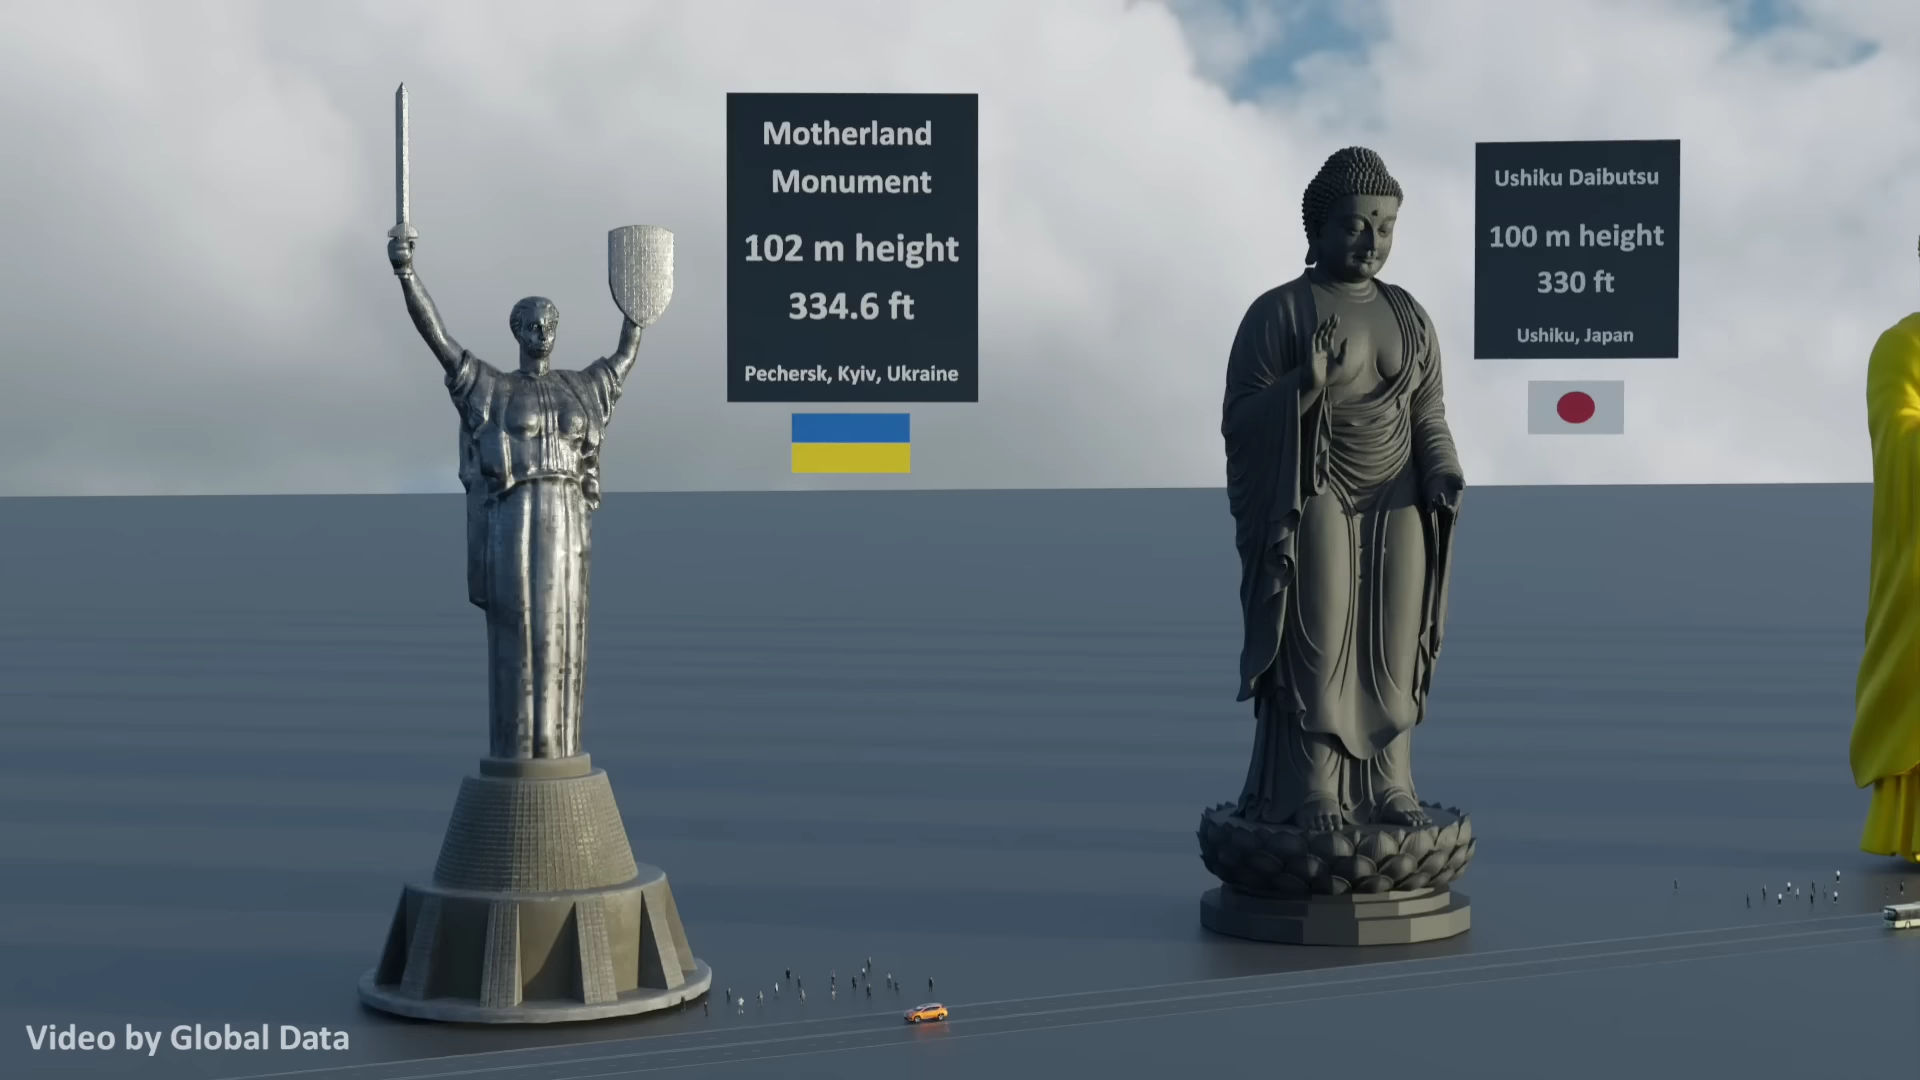 Motherland
Monument
102 m height
334.6 ft
Pechersk, Kyiv, Ukraine
Ushiku Daibutsu
100 m height
330 ft
Ushiku, Japan
Video by Global Data